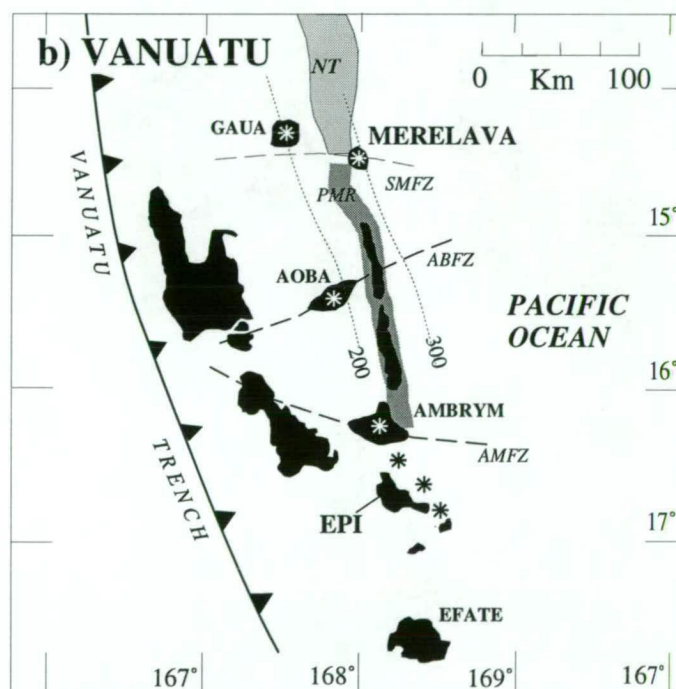 b) VANUATU
NT
0 Km 100
GAUA
MERELAVA
VANUATU
PMR
SMFZ
15°
ABFZ
AOBA
PACIFIC
OCEAN
200
300
16°
AMBRYM
TRENCH
AMFZ
EPI
17°
EFATE
167° 168° 169° 167°